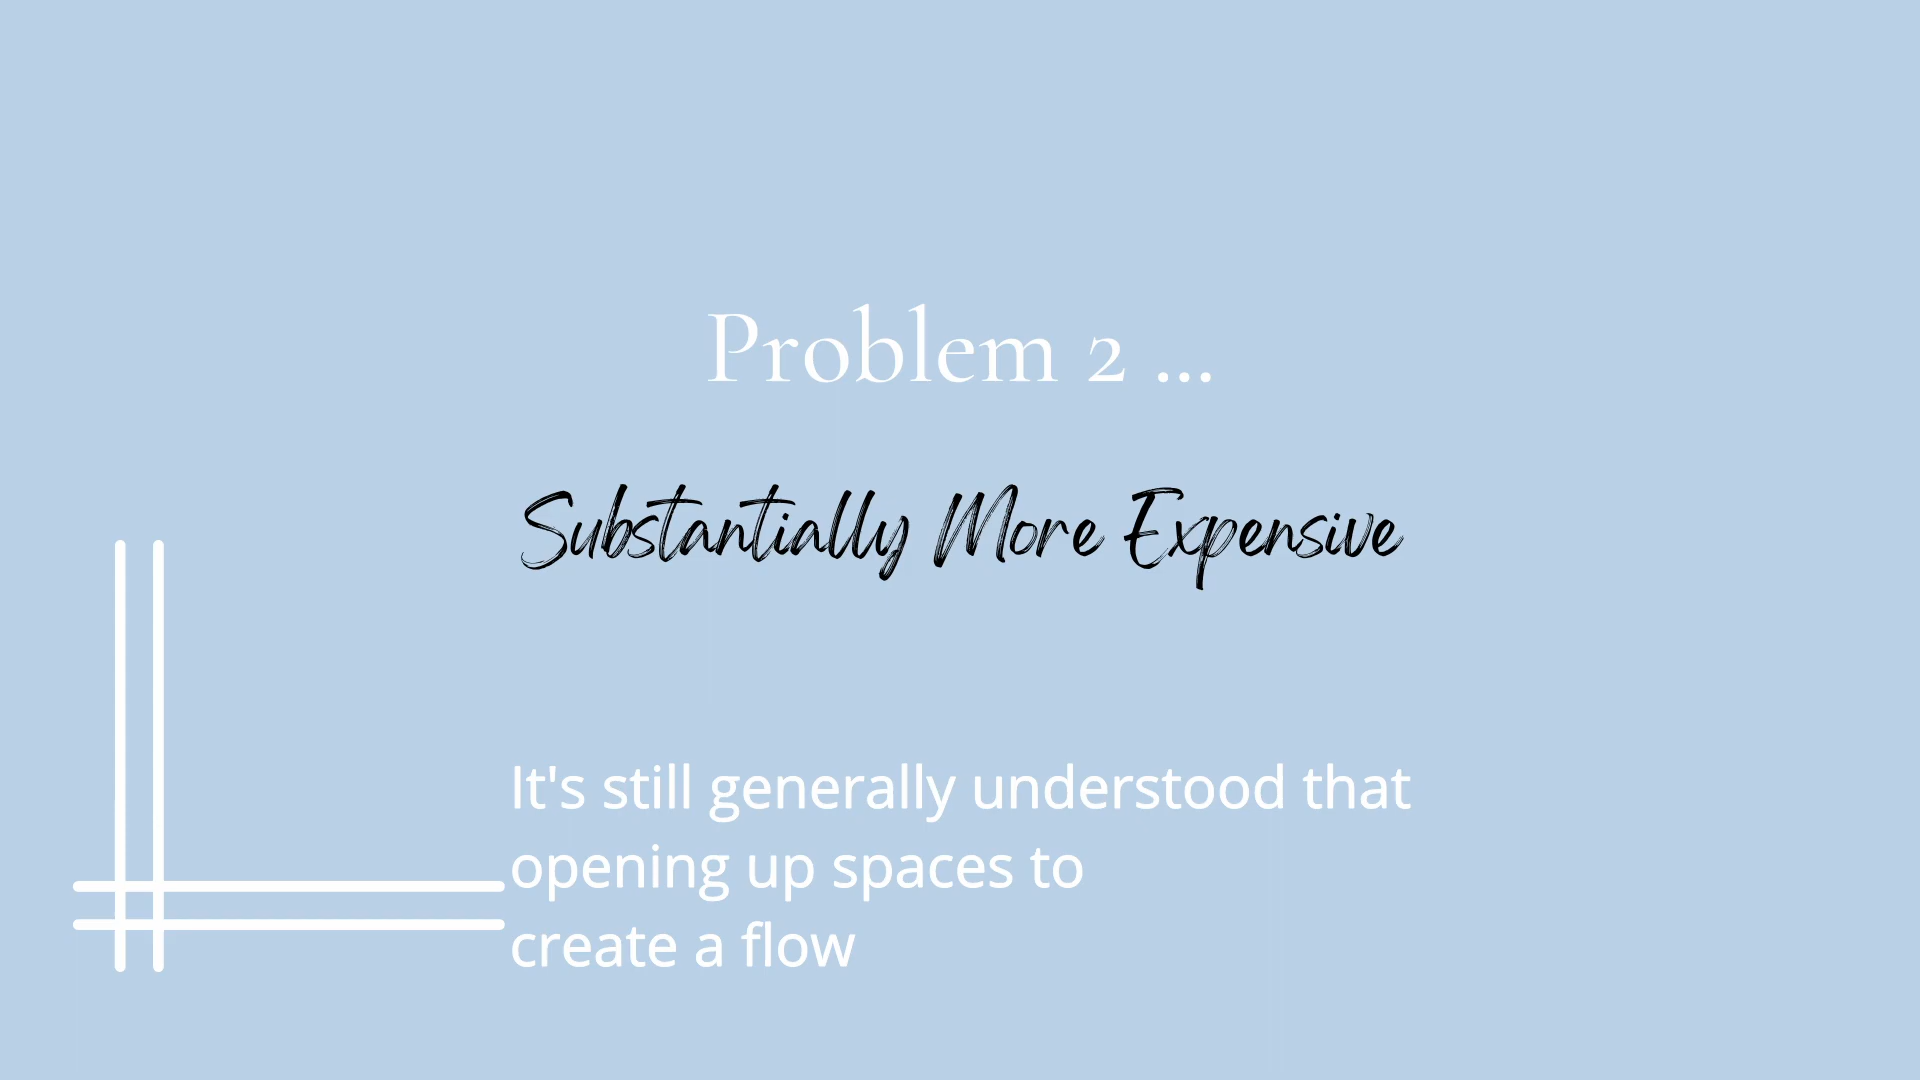 Problem 2 ...
Substantially More Expensive
It's still generally understood that
opening up spaces to
create a flow